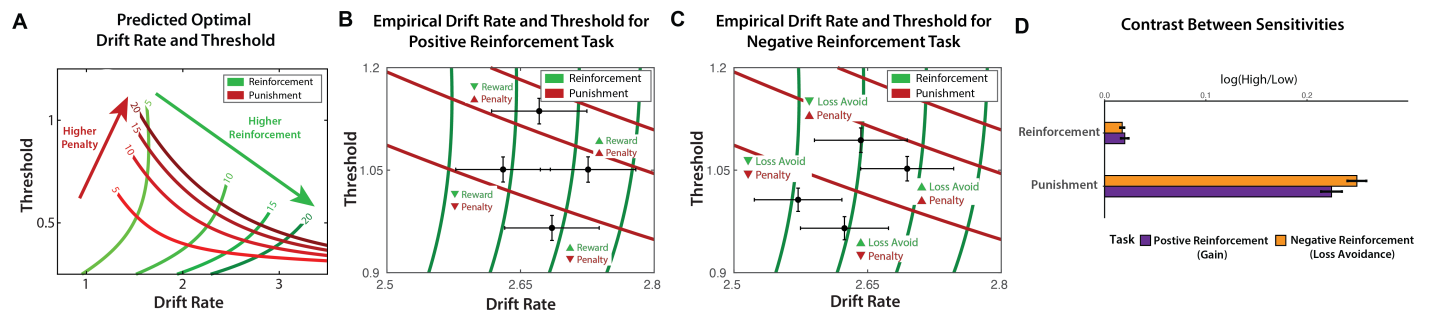 A
Predicted Optimal
Drift Rate and Threshold
Reinforcement
Punishment
Higher
Penalty
Higher
Reinforcement
20
15
10
5
5
10
15
20
Threshold
1
0.5
1
2
3
Drift Rate
B
Empirical Drift Rate and Threshold for
Positive Reinforcement Task
Reinforcement
Punishment
▼ Reward
▲ Penalty
▲ Reward
▲ Penalty
▼ Reward
▼ Penalty
▲ Reward
▼ Penalty
Threshold
1.2
1.05
0.9
2.5
2.65
2.8
Drift Rate
C
Empirical Drift Rate and Threshold for
Negative Reinforcement Task
Reinforcement
Punishment
▼ Loss Avoid
▲ Penalty
▼ Loss Avoid
▼ Penalty
▲ Loss Avoid
▲ Penalty
▲ Loss Avoid
▼ Penalty
Threshold
1.2
1.05
0.9
2.5
2.65
2.8
Drift Rate
D
Contrast Between Sensitivities
log(High/Low)
0.0
0.1
0.2
Reinforcement
Punishment
Task
Postive Reinforcement
(Gain)
Negative Reinforcement
(Loss Avoidance)